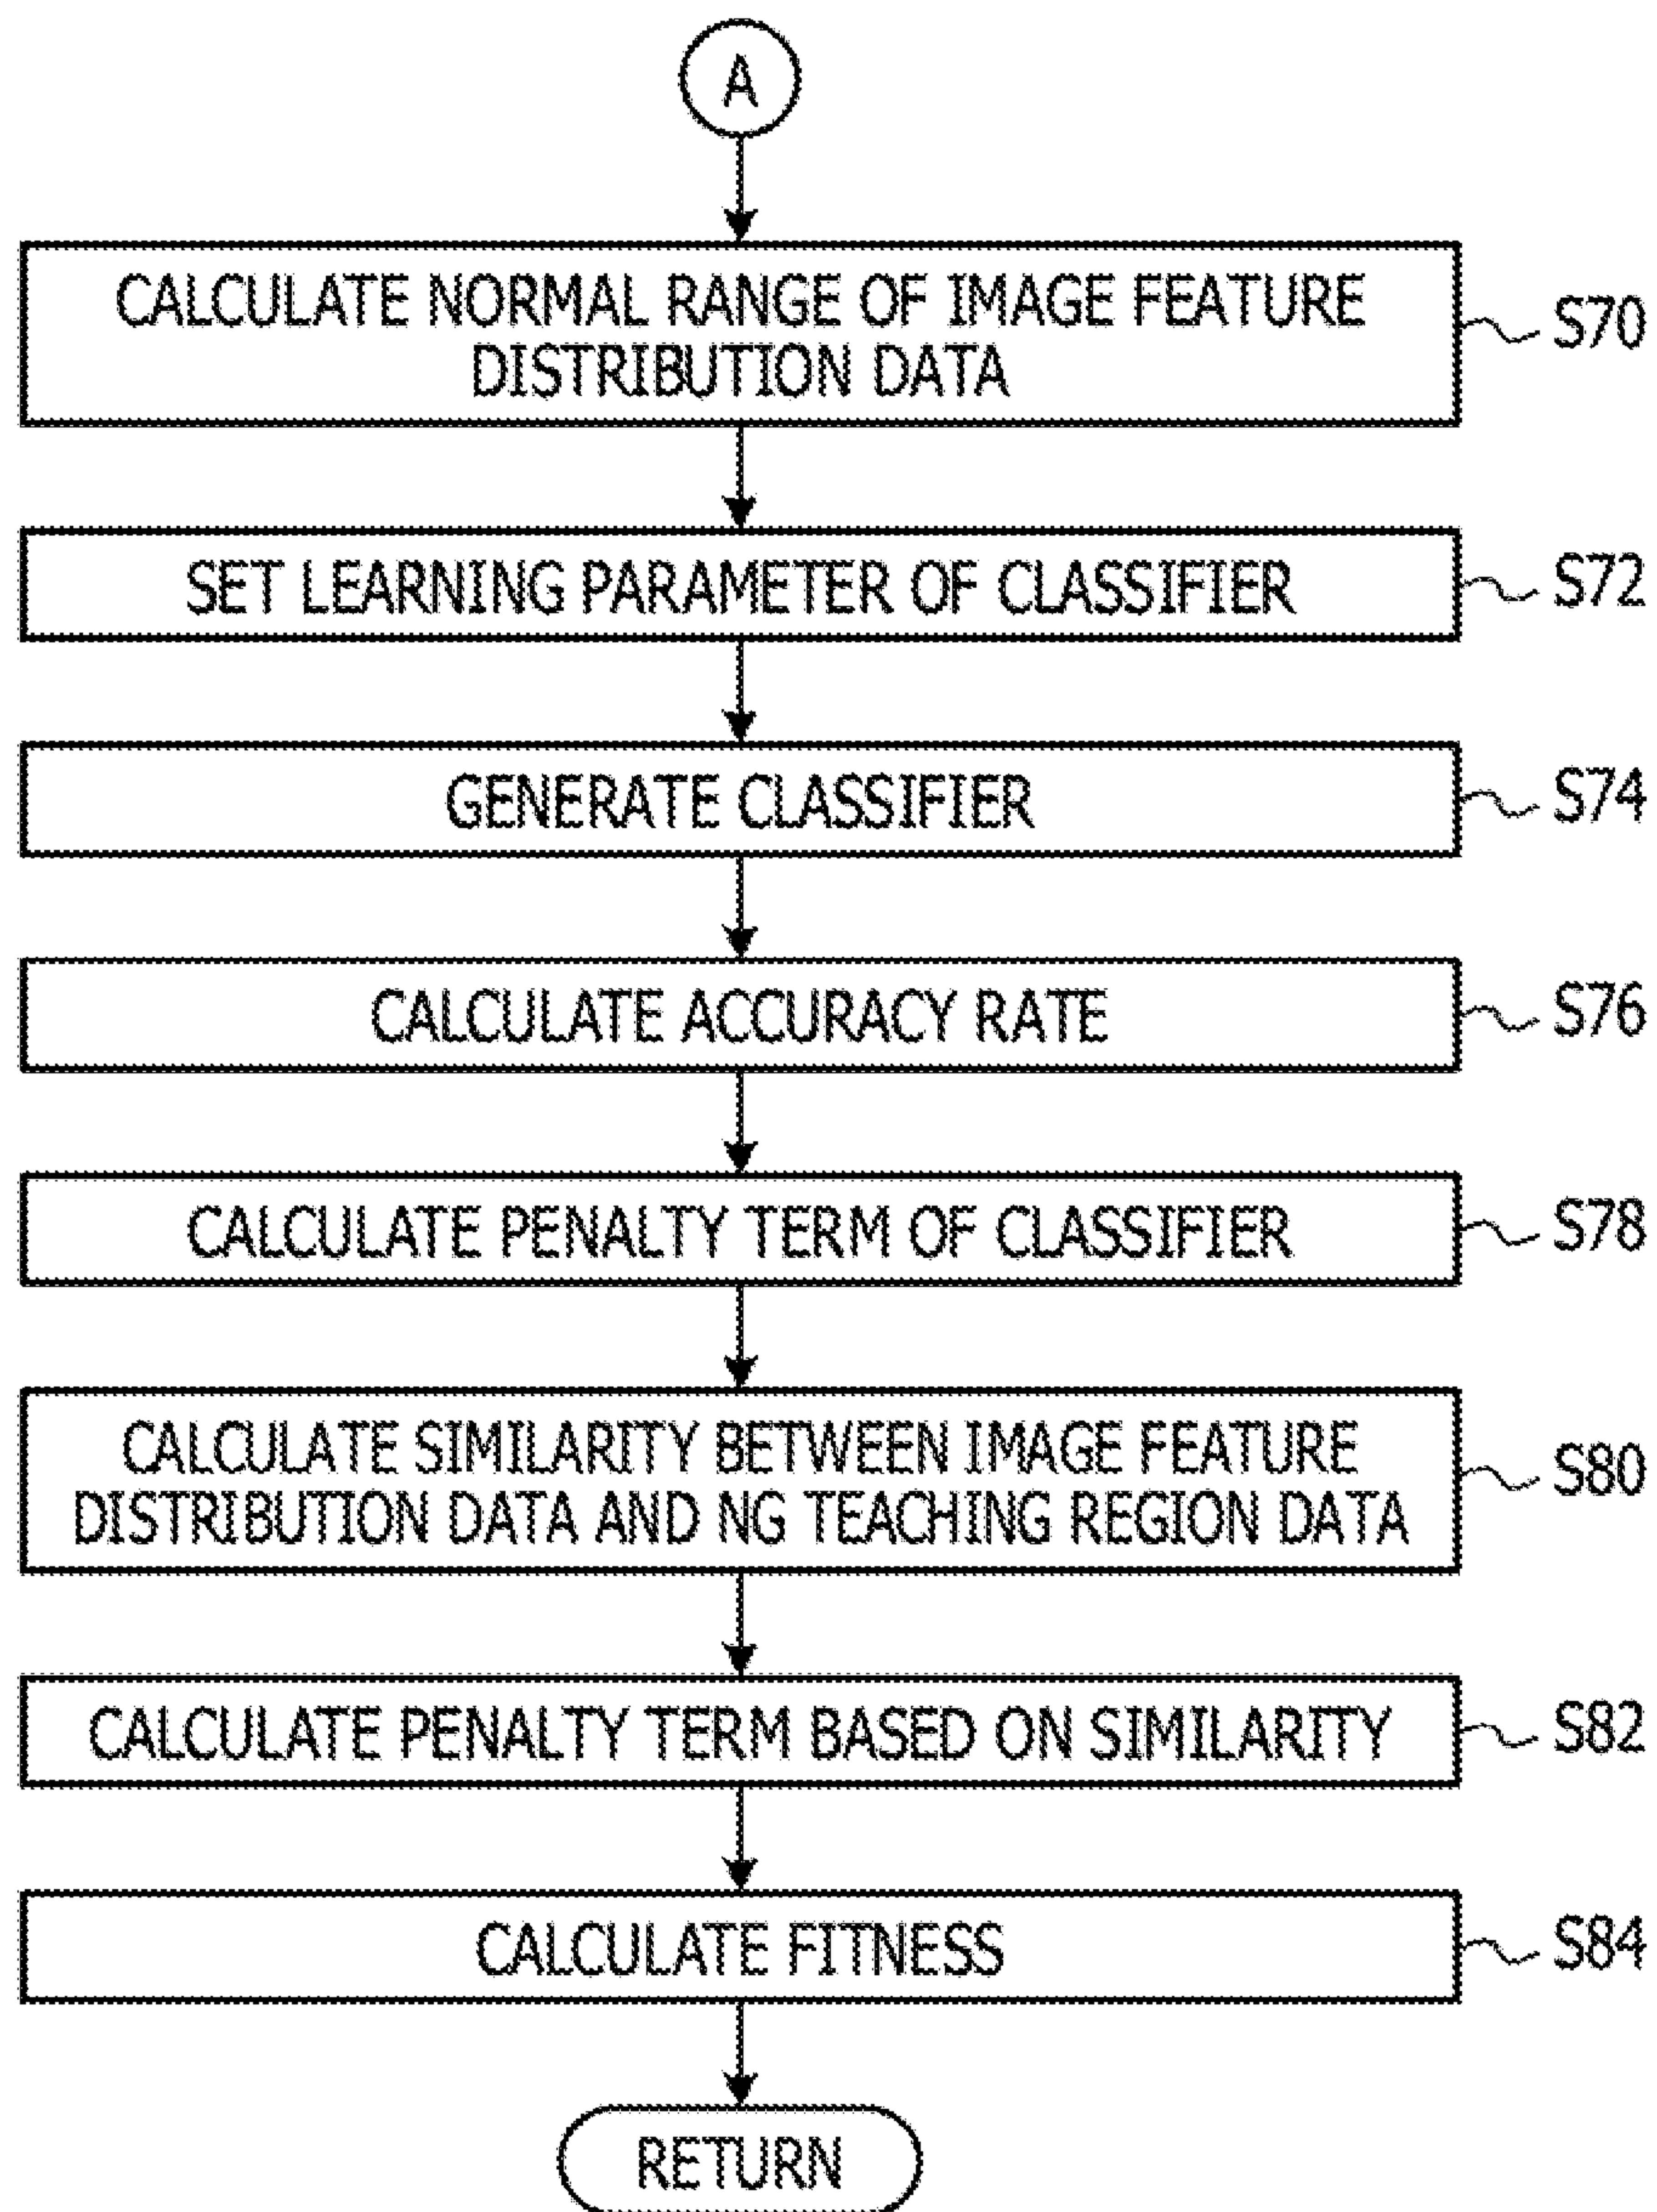 A
CALCULATE NORMAL RANGE OF IMAGE FEATURE
DISTRIBUTION DATA
S70
SET LEARNING PARAMETER OF CLASSIFIER
S72
GENERATE CLASSIFIER
S74
CALCULATE ACCURACY RATE
S76
CALCULATE PENALTY TERM OF CLASSIFIER
S78
CALCULATE SIMILARITY BETWEEN IMAGE FEATURE
DISTRIBUTION DATA AND NG TEACHING REGION DATA
S80
CALCULATE PENALTY TERM BASED ON SIMILARITY
S82
CALCULATE FITNESS
S84
RETURN